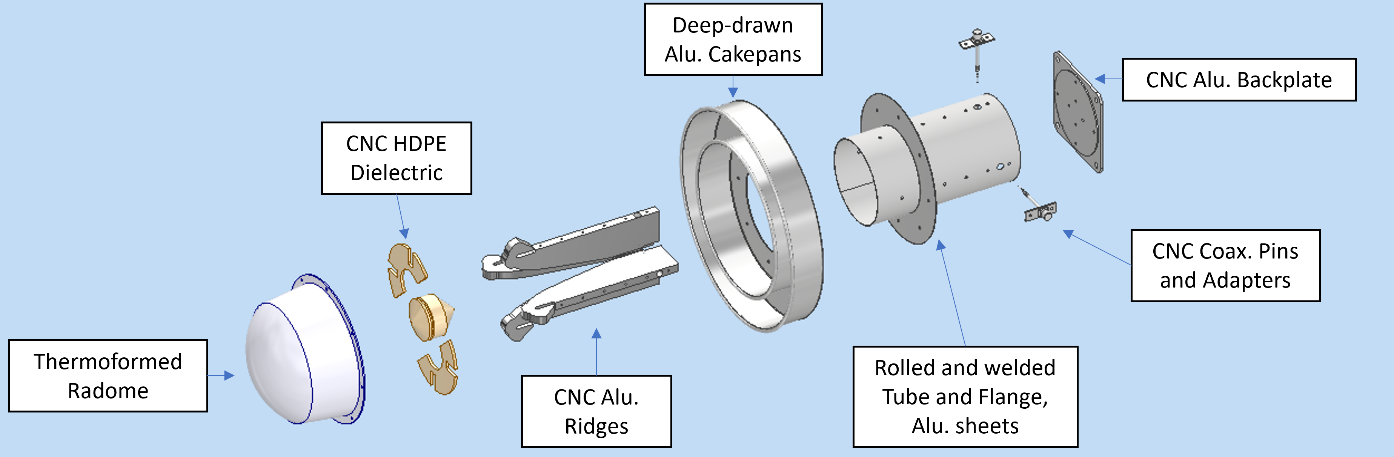 Deep-drawn
Alu. Cakepans
CNC Alu. Backplate
CNC HDPE
Dielectric
CNC Coax. Pins
and Adapters
Thermoformed
Radome
CNC Alu.
Ridges
Rolled and welded
Tube and Flange,
Alu. sheets